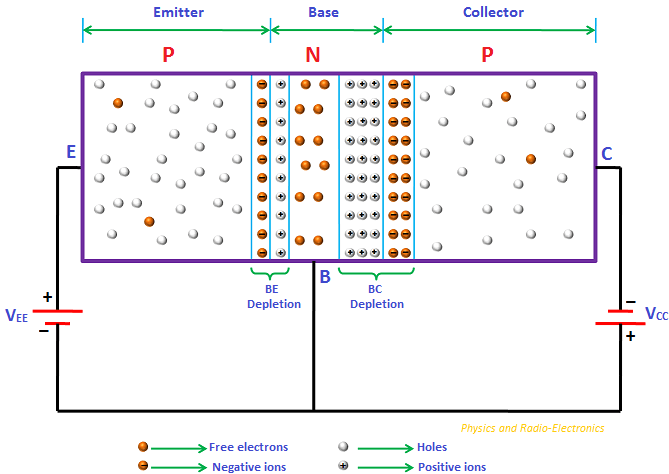 Emitter Base Collector
P N P
E C
B
BE
Depletion
BC
Depletion
+ −
VEE VCC
− +
Physics and Radio-Electronics
Free electrons Holes
Negative ions Positive ions